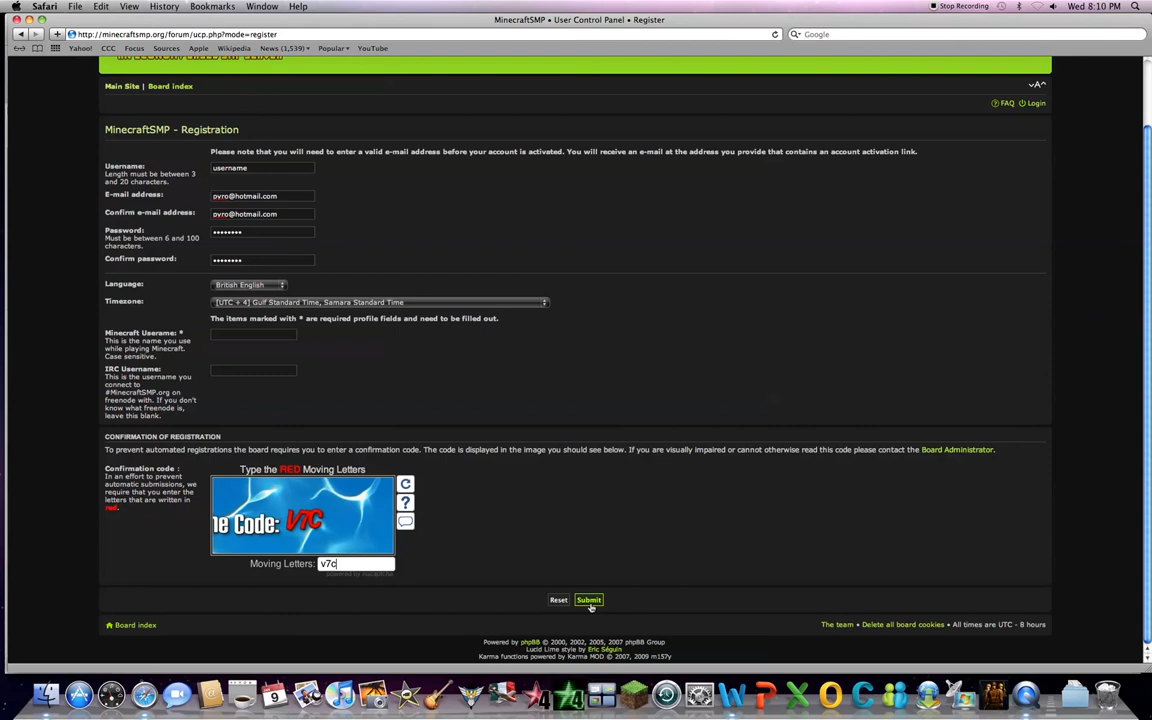 Safari File Edit View History Bookmarks Window Help Stop Recording Wed 8:10 PM
MinecraftSMP • User Control Panel • Register
http://minecraftsmp.org/forum/ucp.php?mode=register
Google
Yahoo! CCC Focus Sources Apple Wikipedia News (1,539) Popular YouTube
Main Site | Board index
FAQ Login
MinecraftSMP - Registration
Please note that you will need to enter a valid e-mail address before your account is activated. You will receive an e-mail at the address you provide that contains an account activation link.
Username: username
Length must be between 3
and 20 characters.
E-mail address: pyro@hotmail.com
Confirm e-mail address: pyro@hotmail.com
Password: ••••••••
Must be between 6 and 100
characters.
Confirm password: ••••••••
Language: British English
Timezone: [UTC + 4] Gulf Standard Time, Samara Standard Time
The items marked with * are required profile fields and need to be filled out.
Minecraft Userame: *
This is the name you use
while playing Minecraft.
Case sensitive.
IRC Username:
This is the username you
connect to
#MinecraftSMP.org on
freenode with. If you don't
know what freenode is,
leave this blank.
CONFIRMATION OF REGISTRATION
To prevent automated registrations the board requires you to enter a confirmation code. The code is displayed in the image you should see below. If you are visually impaired or cannot otherwise read this code please contact the Board Administrator.
Confirmation code :
In an effort to prevent
automatic submissions, we
require that you enter the
letters that are written in
red.
Type the RED Moving Letters
ne Code: V7C
Moving Letters: v7c
Reset Submit
Board index The team • Delete all board cookies • All times are UTC - 8 hours
Powered by phpBB © 2000, 2002, 2005, 2007 phpBB Group
Lucid Lime style by Eric Séguin
Karma functions powered by Karma MOD © 2007, 2009 m157y